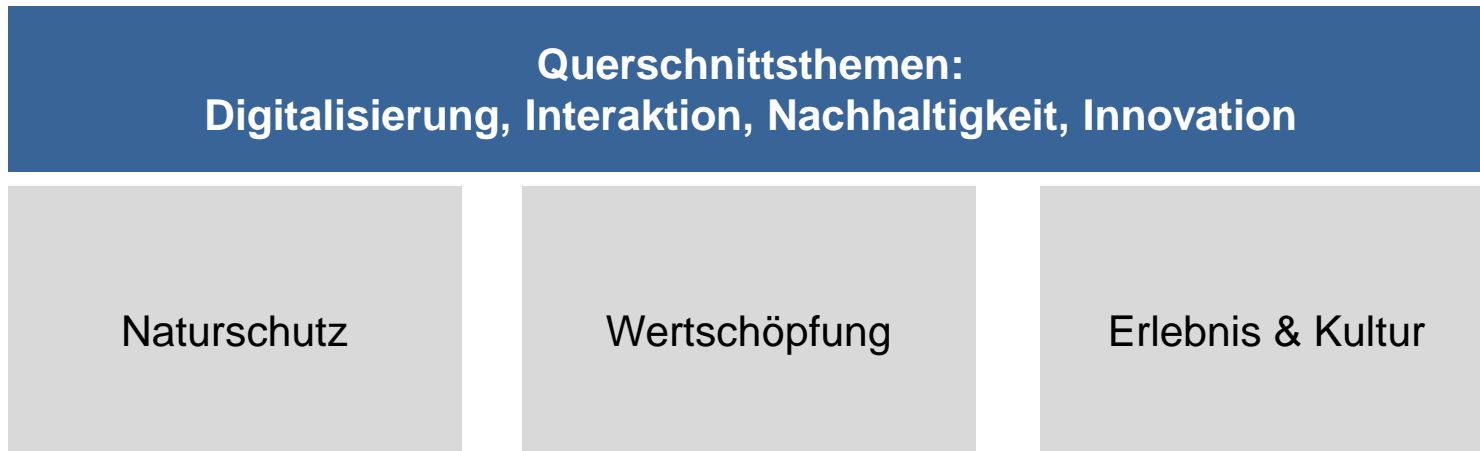 Querschnittsthemen:
Digitalisierung, Interaktion, Nachhaltigkeit, Innovation
Naturschutz
Wertschöpfung
Erlebnis & Kultur